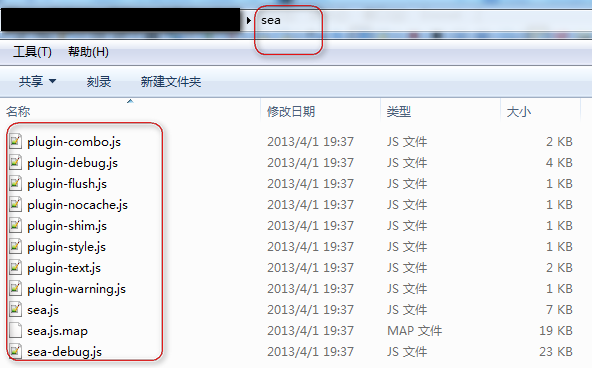 sea
工具(T) 帮助(H)
共享 刻录 新建文件夹
名称 修改日期 类型 大小
plugin-combo.js 2013/4/1 19:37 JS 文件 2 KB
plugin-debug.js 2013/4/1 19:37 JS 文件 4 KB
plugin-flush.js 2013/4/1 19:37 JS 文件 1 KB
plugin-nocache.js 2013/4/1 19:37 JS 文件 1 KB
plugin-shim.js 2013/4/1 19:37 JS 文件 1 KB
plugin-style.js 2013/4/1 19:37 JS 文件 1 KB
plugin-text.js 2013/4/1 19:37 JS 文件 2 KB
plugin-warning.js 2013/4/1 19:37 JS 文件 1 KB
sea.js 2013/4/1 19:37 JS 文件 7 KB
sea.js.map 2013/4/1 19:37 MAP 文件 19 KB
sea-debug.js 2013/4/1 19:37 JS 文件 23 KB